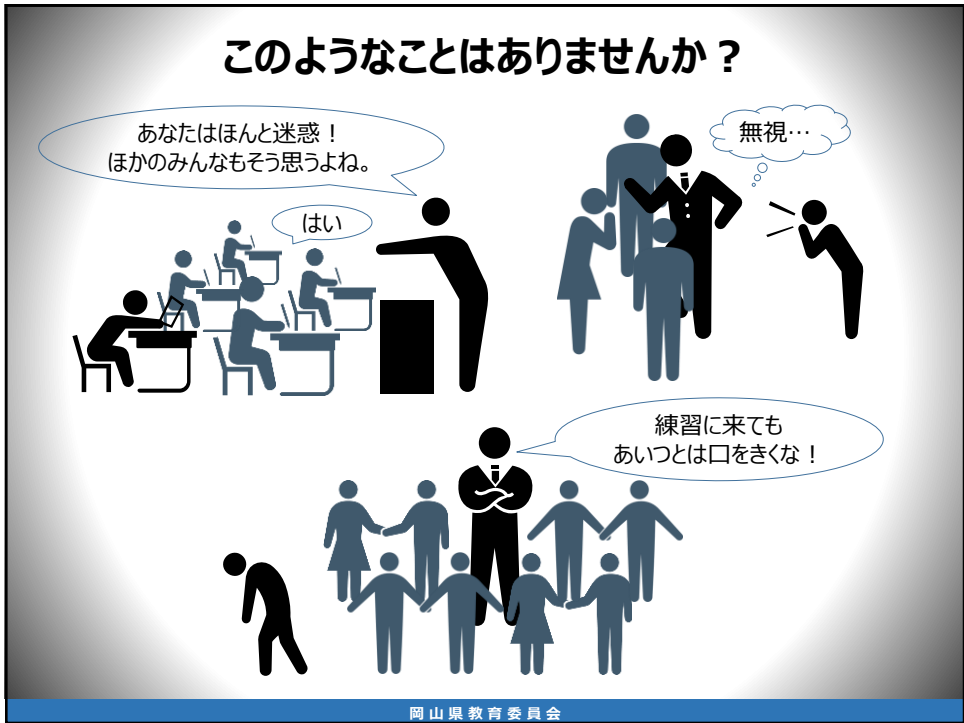 このようなことはありませんか？
あなたはほんと迷惑！
ほかのみんなもそう思うよね。
はい
無視…
練習に来ても
あいつとは口をきくな！
岡山県教育委員会